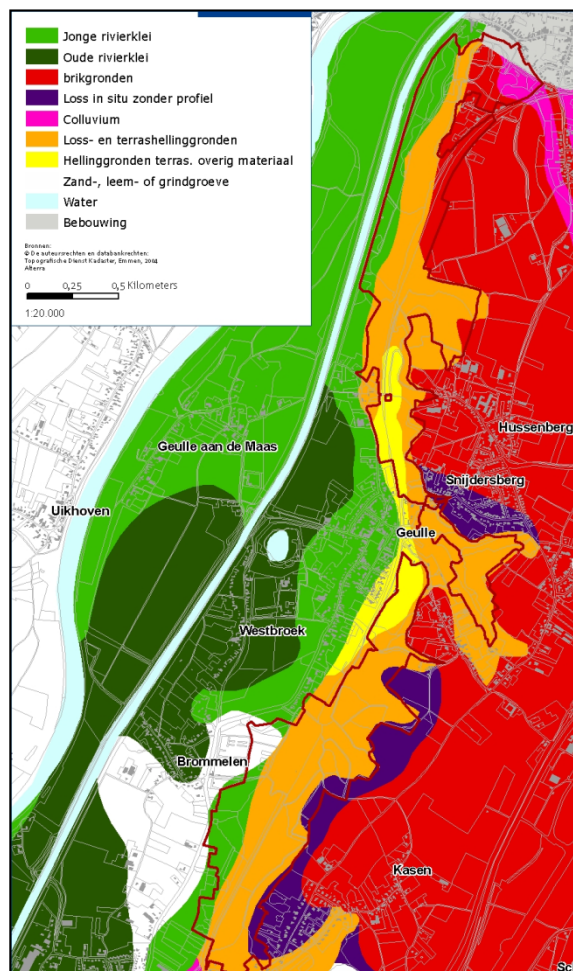 Jonge rivierklei
Oude rivierklei
brikgronden
Loss in situ zonder profiel
Colluvium
Loss- en terrashellinggronden
Hellinggronden terras. overig materiaal
Zand-, leem- of grindgroeve
Water
Bebouwing
Bronnen:
© De auteursrechten en databankrechten:
Topografische Dienst Kadaster, Emmen, 2004
Alterra
0 0,25 0,5 Kilometers
1:20.000
Hussenberg
Geulle aan de Maas
Snijdersberg
Uikhoven
Geulle
Westbroek
Brommelen
Kasen
Sc